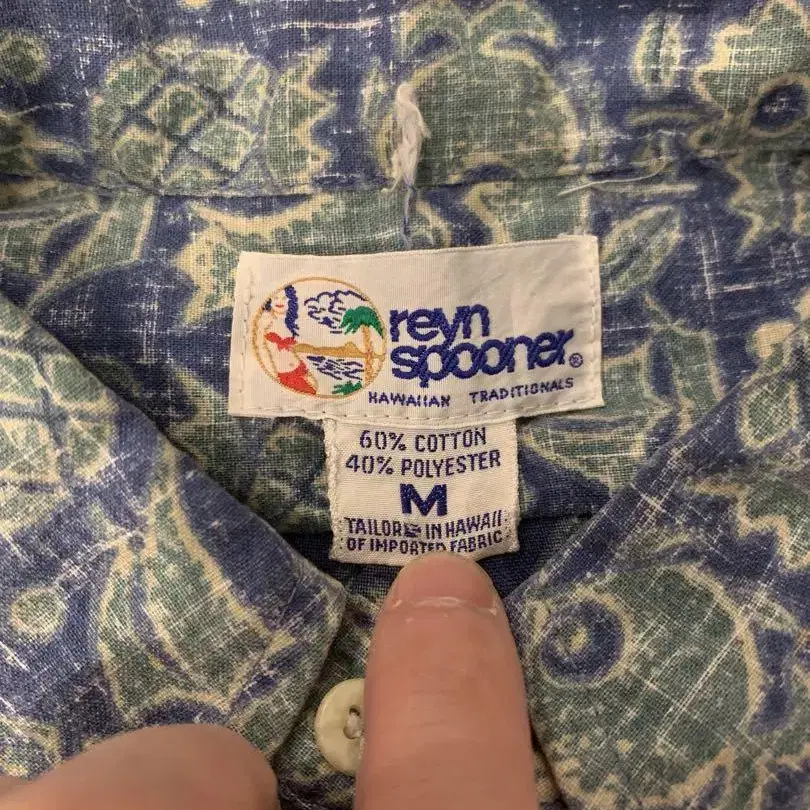 reyn
spooner®
HAWAIIAN TRADITIONALS
60% COTTON
40% POLYESTER
M
TAILORED IN HAWAII
OF IMPORTED FABRIC